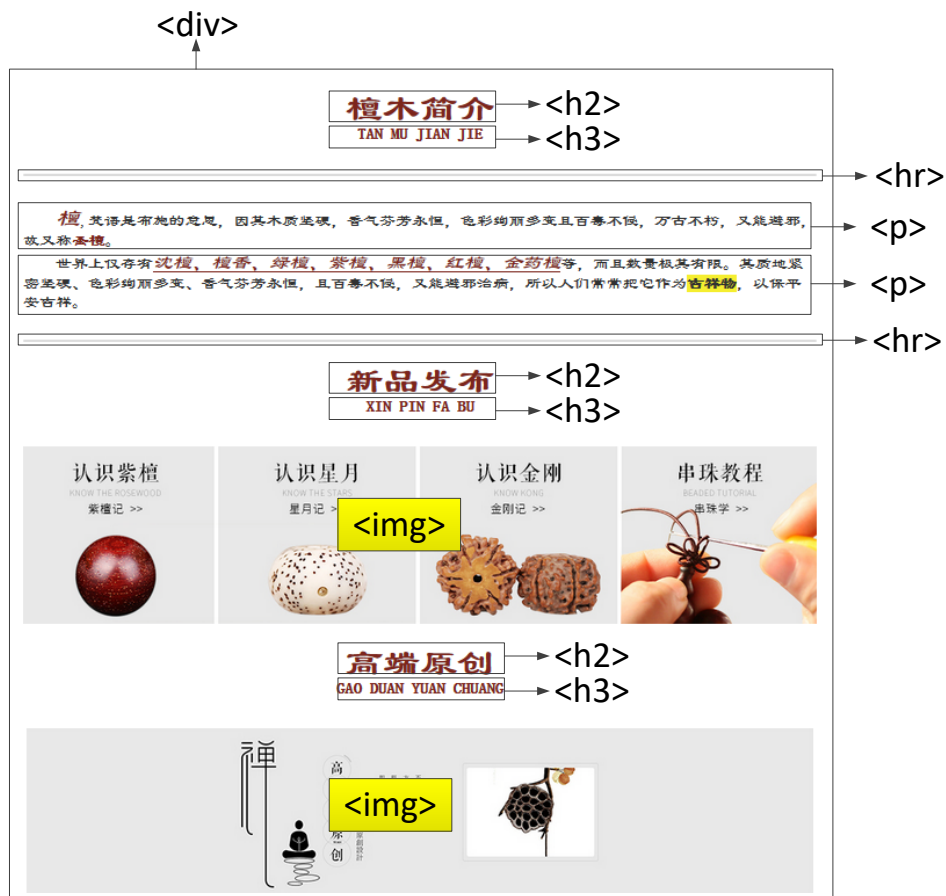 <div>
檀木简介
<h2>
TAN MU JIAN JIE
<h3>
<hr>
檀, 梵语是布施的意思，因其木质坚硬，香气芬芳永恒，色彩绚丽多变且百毒不侵，万古不朽，又能避邪，
故又称圣檀。
<p>
世界上仅存有沈檀、檀香、绿檀、紫檀、黑檀、红檀、金药檀等，而且数量极其有限。其质地紧
密坚硬、色彩绚丽多变、香气芬芳永恒，且百毒不侵，又能避邪治病，所以人们常常把它作为吉祥物，以保平
安吉祥。
<p>
<hr>
新品发布
<h2>
XIN PIN FA BU
<h3>
认识紫檀
KNOW THE ROSEWOOD
紫檀记 >>
认识星月
KNOW THE STARS
星月记 >
认识金刚
KNOW KONG
金刚记 >>
串珠教程
BEADED TUTORIAL
串珠学 >>
<img>
高端原创
<h2>
GAO DUAN YUAN CHUANG
<h3>
禅
高
原
创
<img>